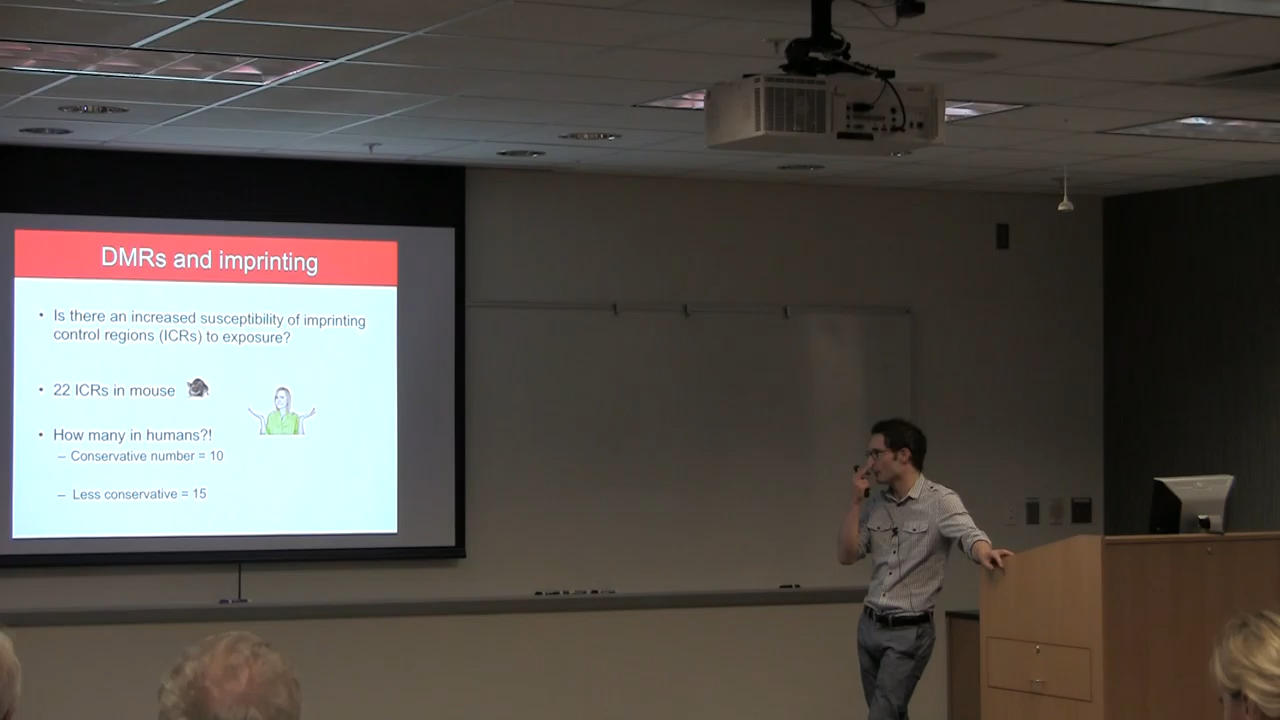 DMRs and imprinting
• Is there an increased susceptibility of imprinting
control regions (ICRs) to exposure?
• 22 ICRs in mouse
• How many in humans?!
– Conservative number = 10
– Less conservative = 15